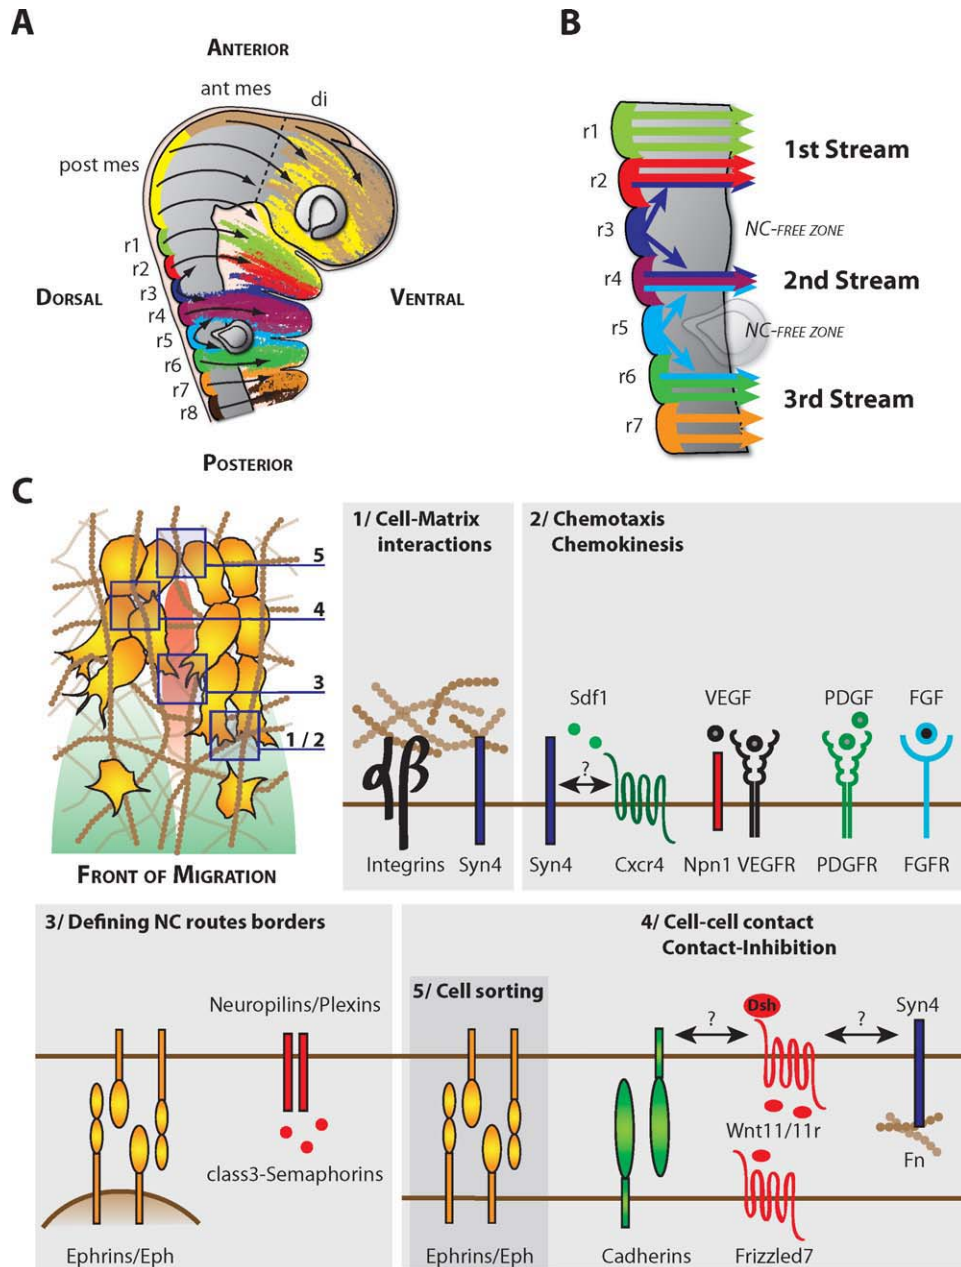 A
ANTERIOR
ant mes
di
post mes
r1
r2
r3
r4
r5
r6
r7
r8
DORSAL
VENTRAL
POSTERIOR
B
r1
r2
r3
r4
r5
r6
r7
1st Stream
NC-FREE ZONE
2nd Stream
NC-FREE ZONE
3rd Stream
C
5
4
3
1 / 2
FRONT OF MIGRATION
1/ Cell-Matrix
interactions
Integrins Syn4
2/ Chemotaxis
Chemokinesis
Sdf1 VEGF PDGF FGF
?
Syn4 Cxcr4 Npn1 VEGFR PDGFR FGFR
3/ Defining NC routes borders
Neuropilins/Plexins
class3-Semaphorins
Ephrins/Eph
4/ Cell-cell contact
Contact-Inhibition
5/ Cell sorting
Dsh Syn4
? ?
Wnt11/11r
Fn
Ephrins/Eph Cadherins Frizzled7